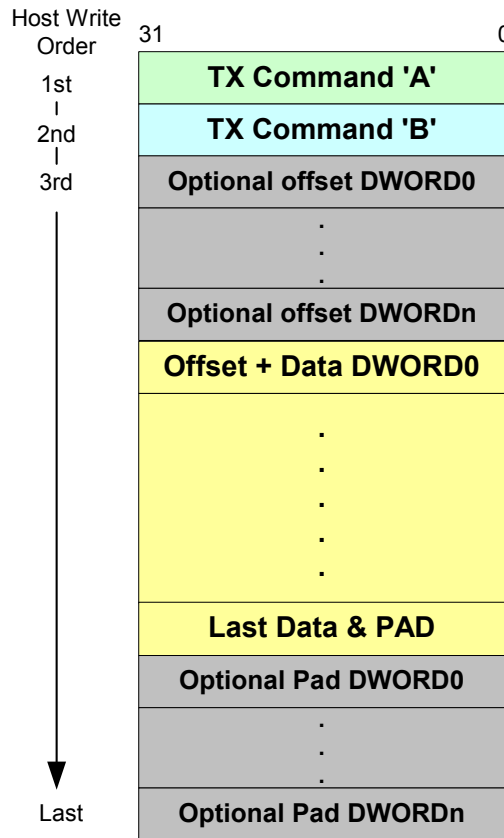 Host Write
Order
31
0
1st
TX Command 'A'
2nd
TX Command 'B'
3rd
Optional offset DWORD0
.
.
.
Optional offset DWORDn
Offset + Data DWORD0
.
.
.
.
.
Last Data & PAD
Optional Pad DWORD0
.
.
.
Last
Optional Pad DWORDn